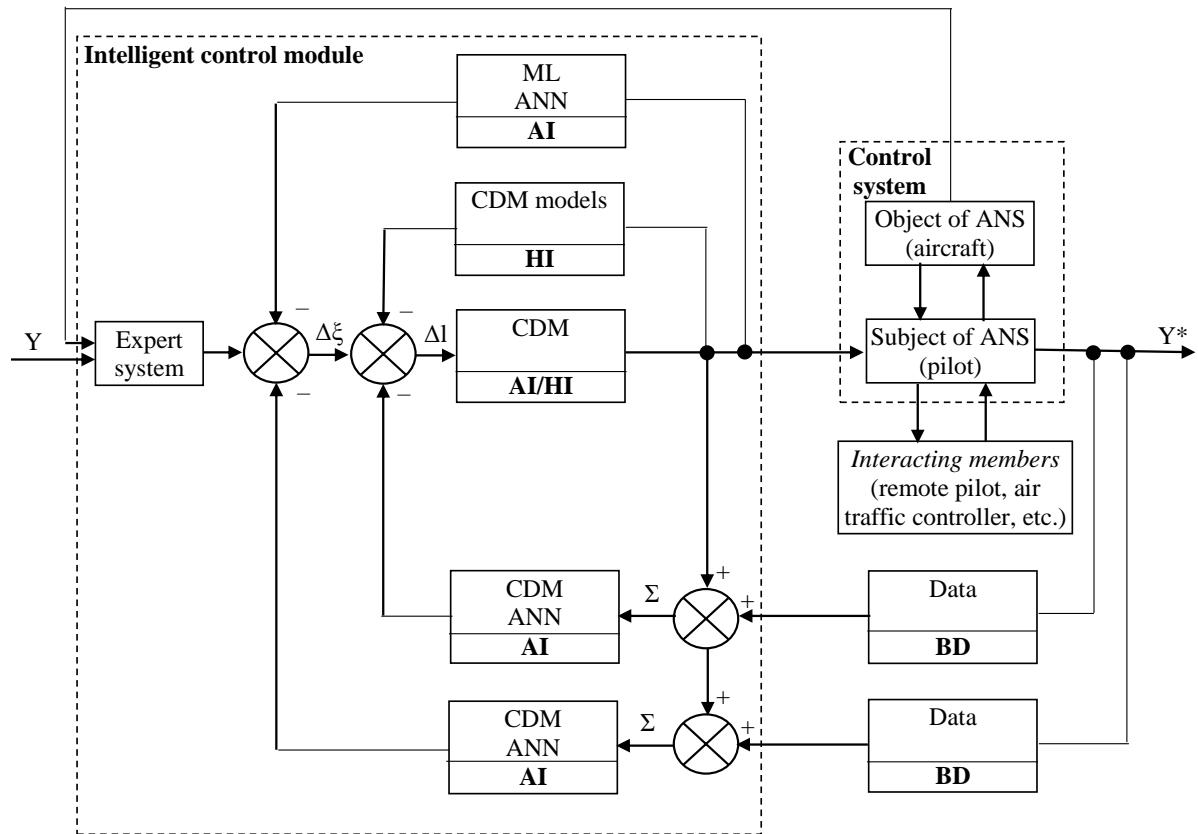 Intelligent control module
ML
ANN
AI
Control
system
CDM models
HI
Object of ANS
(aircraft)
−
−
Y
Expert
system
Δξ
Δl
CDM
AI/HI
Subject of ANS
(pilot)
Y*
−
−
Interacting members
(remote pilot, air
traffic controller, etc.)
CDM
ANN
AI
Σ
+
+
Data
BD
CDM
ANN
AI
Σ
+
+
Data
BD